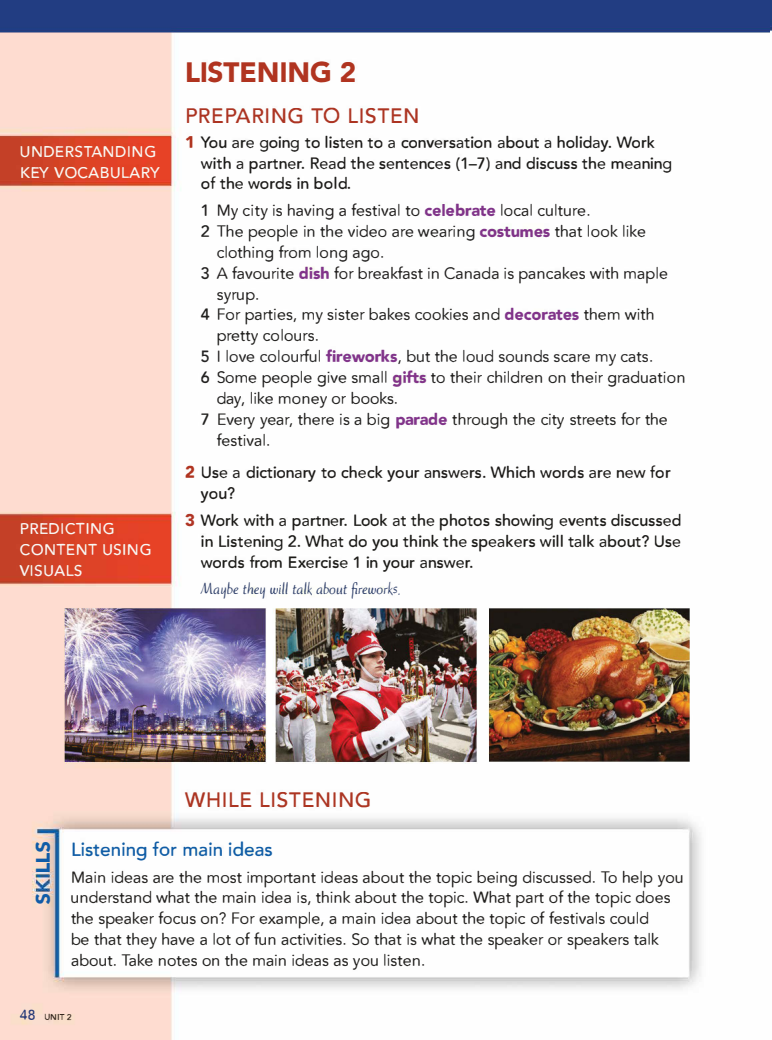 LISTENING 2
PREPARING TO LISTEN
UNDERSTANDING
KEY VOCABULARY
1 You are going to listen to a conversation about a holiday. Work
with a partner. Read the sentences (1–7) and discuss the meaning
of the words in bold.
1 My city is having a festival to celebrate local culture.
2 The people in the video are wearing costumes that look like
clothing from long ago.
3 A favourite dish for breakfast in Canada is pancakes with maple
syrup.
4 For parties, my sister bakes cookies and decorates them with
pretty colours.
5 I love colourful fireworks, but the loud sounds scare my cats.
6 Some people give small gifts to their children on their graduation
day, like money or books.
7 Every year, there is a big parade through the city streets for the
festival.
2 Use a dictionary to check your answers. Which words are new for
you?
PREDICTING
CONTENT USING
VISUALS
3 Work with a partner. Look at the photos showing events discussed
in Listening 2. What do you think the speakers will talk about? Use
words from Exercise 1 in your answer.
Maybe they will talk about fireworks.
WHILE LISTENING
SKILLS
Listening for main ideas
Main ideas are the most important ideas about the topic being discussed. To help you
understand what the main idea is, think about the topic. What part of the topic does
the speaker focus on? For example, a main idea about the topic of festivals could
be that they have a lot of fun activities. So that is what the speaker or speakers talk
about. Take notes on the main ideas as you listen.
48 UNIT 2